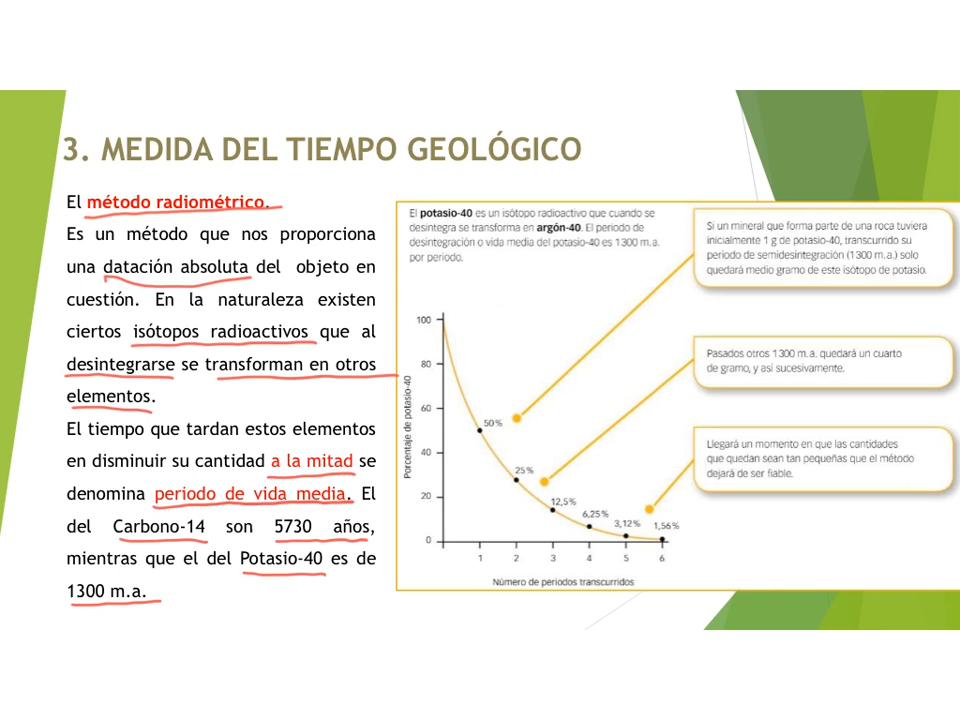 3. MEDIDA DEL TIEMPO GEOLÓGICO
El método radiométrico.
Es un método que nos proporciona
una datación absoluta del objeto en
cuestión. En la naturaleza existen
ciertos isótopos radioactivos que al
desintegrarse se transforman en otros
elementos.
El tiempo que tardan estos elementos
en disminuir su cantidad a la mitad se
denomina periodo de vida media. El
del Carbono-14 son 5730 años,
mientras que el del Potasio-40 es de
1300 m.a.
El potasio-40 es un isótopo radioactivo que cuando se
desintegra se transforma en argón-40. El periodo de
desintegración o vida media del potasio-40 es 1300 m.a.
por periodo.
Si un mineral que forma parte de una roca tuviera
inicialmente 1 g de potasio-40, transcurrido su
periodo de semidesintegración (1300 m.a.) solo
quedará medio gramo de este isótopo de potasio.
Pasados otros 1300 m.a. quedará un cuarto
de gramo, y así sucesivamente.
Llegará un momento en que las cantidades
que quedan sean tan pequeñas que el método
dejará de ser fiable.
Porcentaje de potasio-40
100
80
60
40
20
0
50%
25%
12,5%
6,25%
3,12%
1,56%
1 2 3 4 5 6
Número de periodos transcurridos